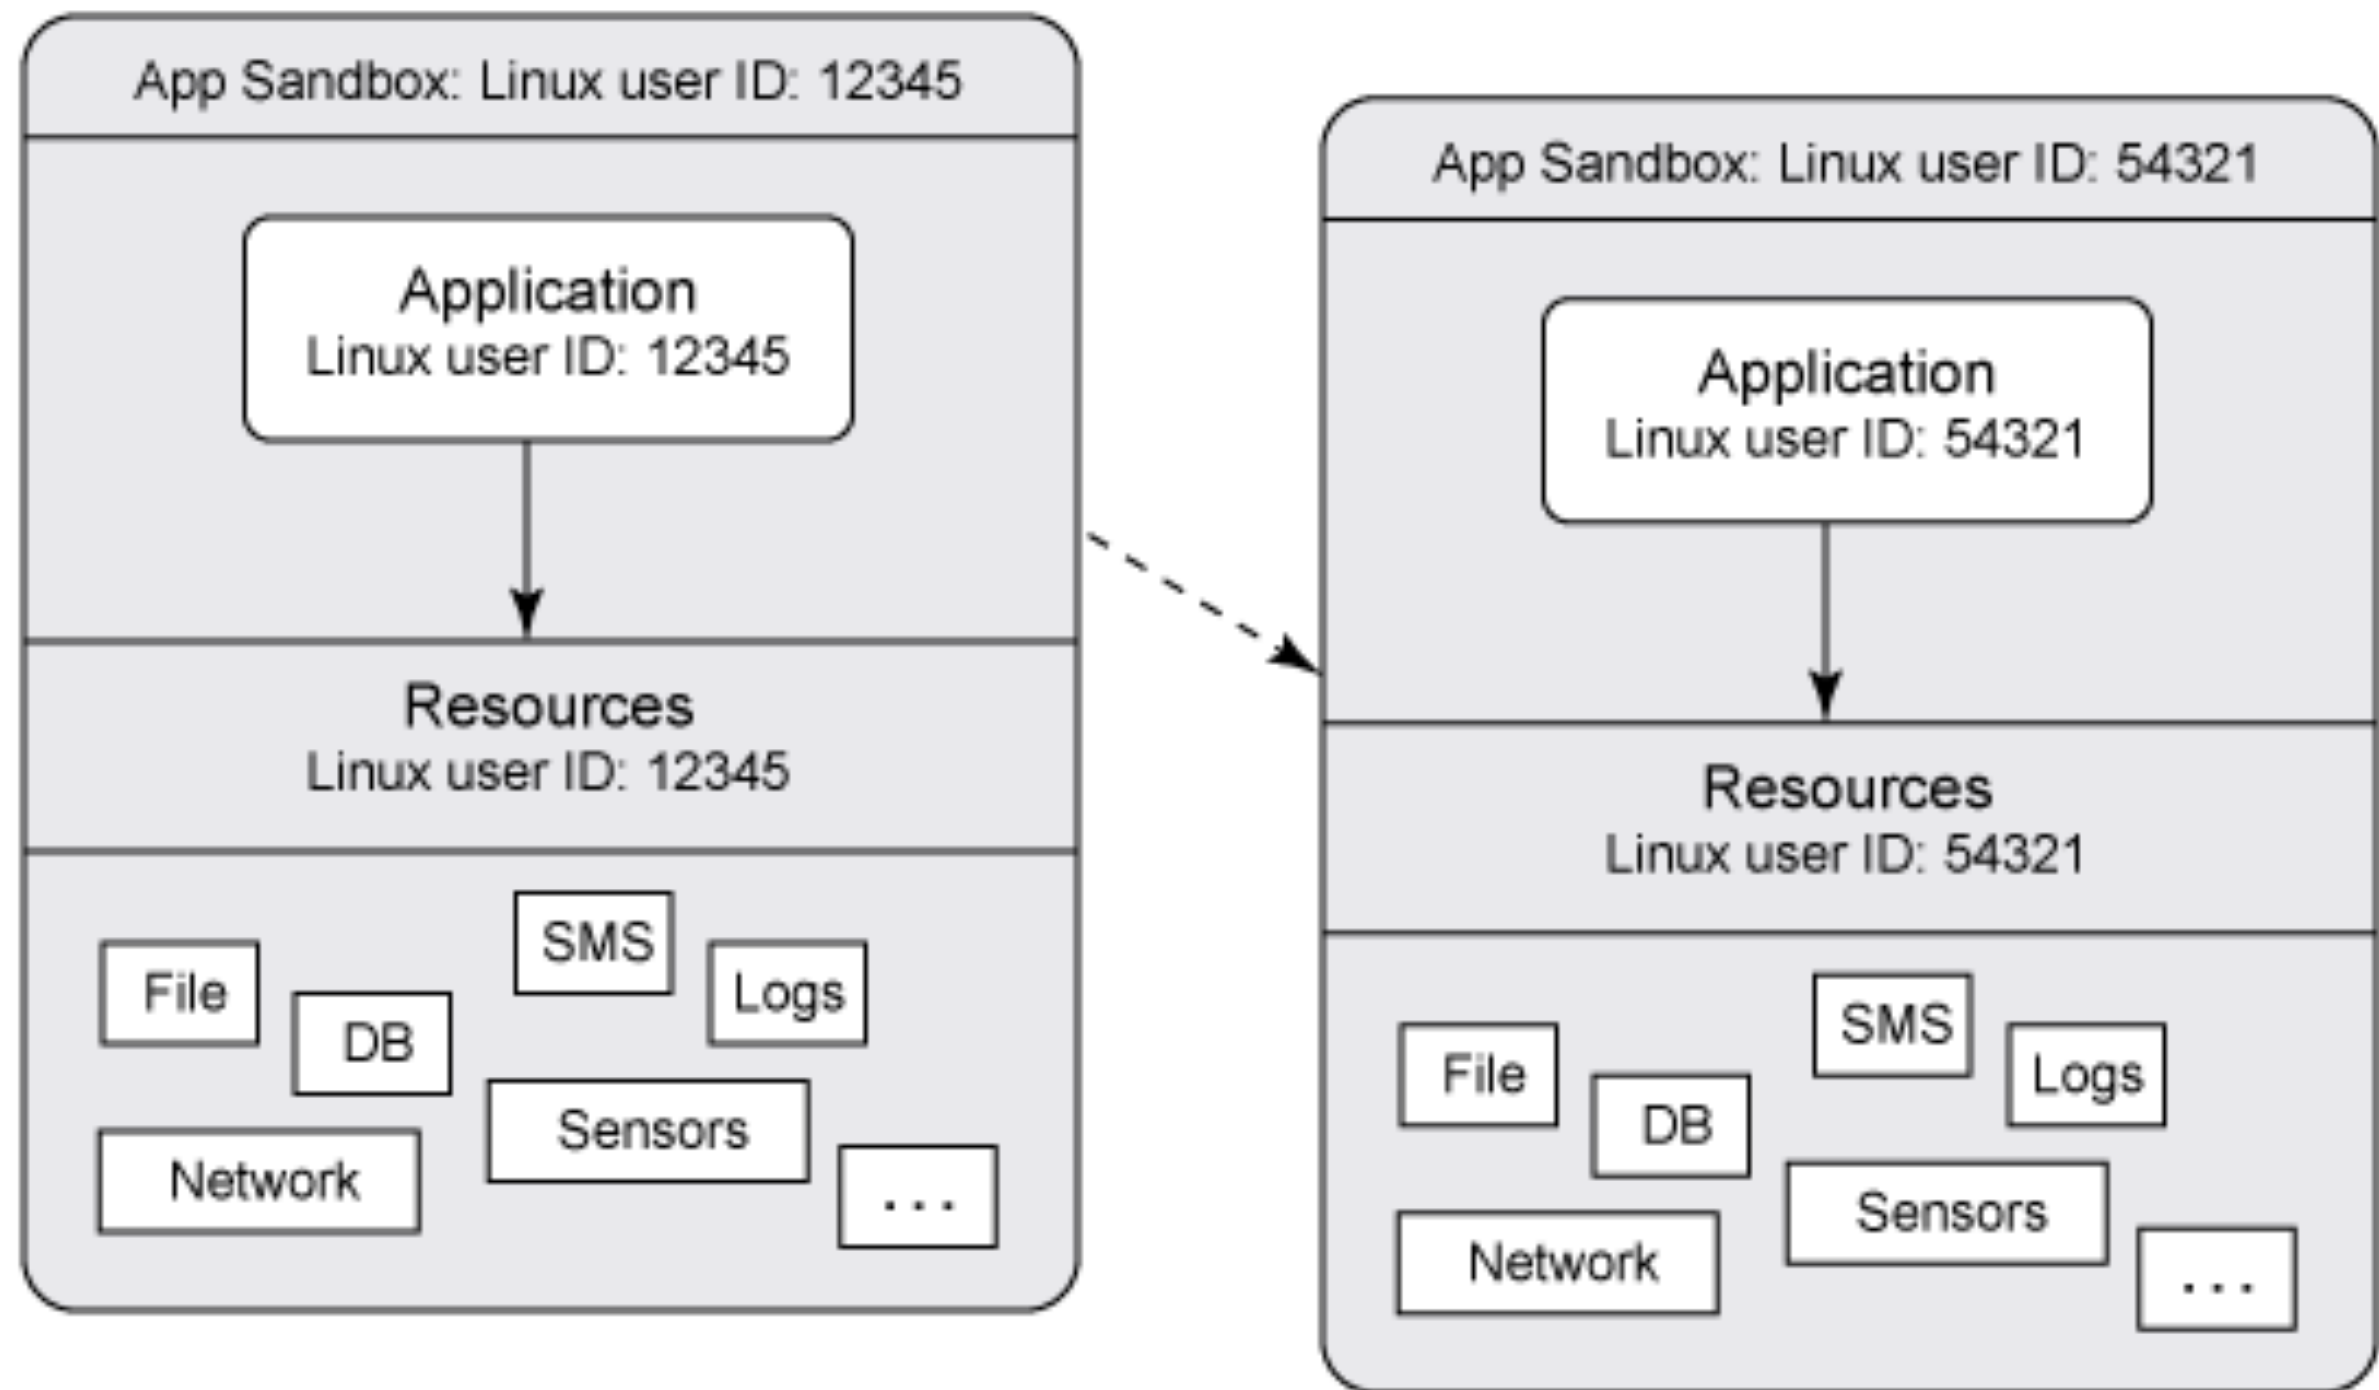 App Sandbox: Linux user ID: 12345
Application
Linux user ID: 12345
Resources
Linux user ID: 12345
SMS
File
Logs
DB
Sensors
Network
...
App Sandbox: Linux user ID: 54321
Application
Linux user ID: 54321
Resources
Linux user ID: 54321
SMS
File
Logs
DB
Sensors
Network
...